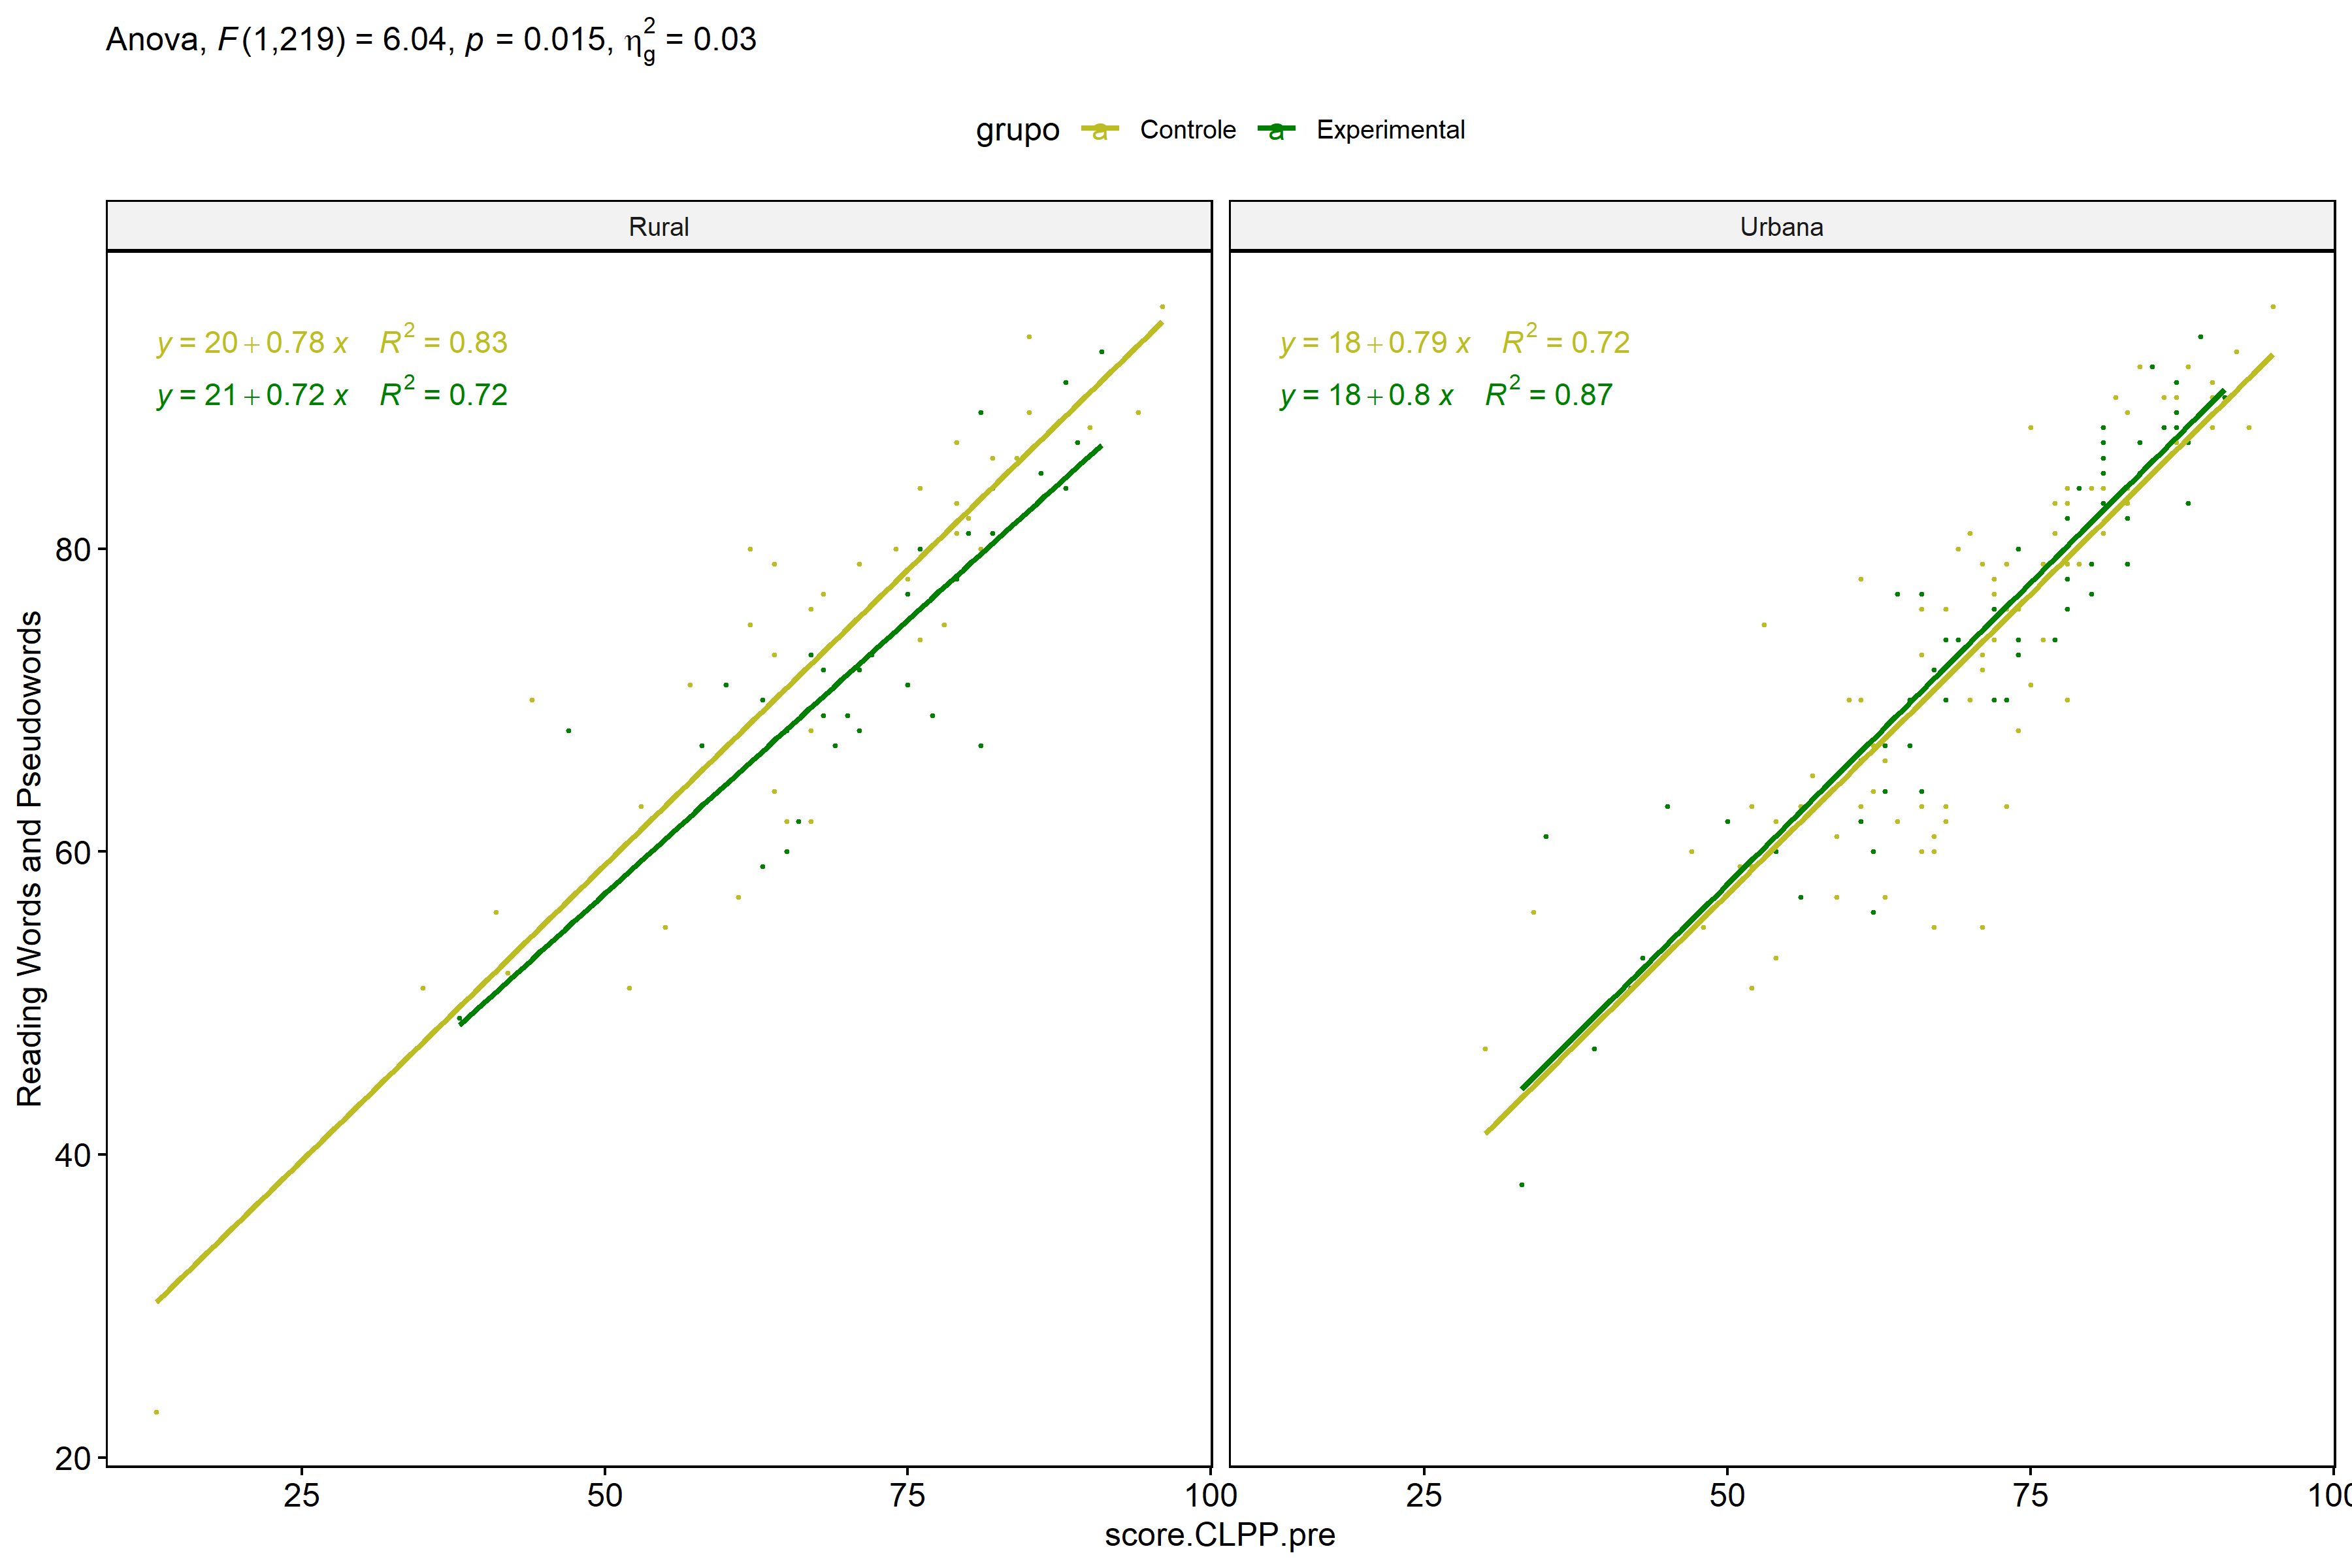 Anova, F(1,219) = 6.04, p = 0.015, η²g = 0.03
grupo a Controle a Experimental
Rural
Urbana
y = 20 + 0.78 x R² = 0.83
y = 21 + 0.72 x R² = 0.72
y = 18 + 0.79 x R² = 0.72
y = 18 + 0.8 x R² = 0.87
Reading Words and Pseudowords
80
60
40
20
25 50 75 100
25 50 75 100
score.CLPP.pre